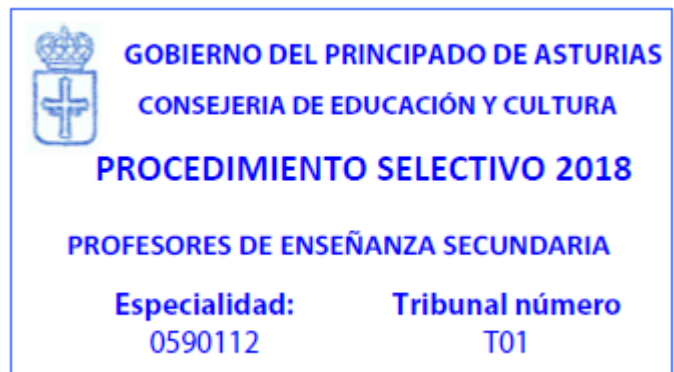 GOBIERNO DEL PRINCIPADO DE ASTURIAS
CONSEJERIA DE EDUCACIÓN Y CULTURA
PROCEDIMIENTO SELECTIVO 2018
PROFESORES DE ENSEÑANZA SECUNDARIA
Especialidad: Tribunal número
0590112 T01